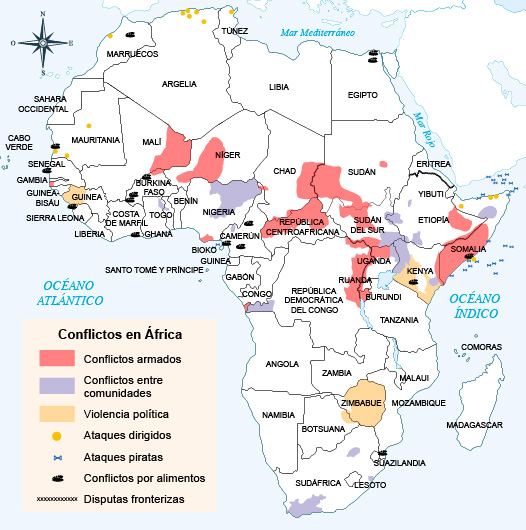 Mar Mediterráneo
TÚNEZ
MARRUECOS
ARGELIA
LIBIA
EGIPTO
SAHARA
OCCIDENTAL
Mar Rojo
CABO
VERDE
MAURITANIA
MALÍ
NÍGER
CHAD
SUDÁN
ERITREA
SENEGAL
GAMBIA
GUINEA
BISÁU
GUINEA
BURKINA
FASO
BENÍN
NIGERIA
YIBUTI
ETIOPÍA
SIERRA LEONA
COSTA
DE MARFIL
TOGO
REPÚBLICA
CENTROAFRICANA
SUDÁN
DEL SUR
LIBERIA
GHANA
CAMERÚN
BIOKO
GUINEA
SOMALIA
UGANDA
KENYA
SANTO TOMÉ Y PRÍNCIPE
GABÓN
CONGO
REPÚBLICA
DEMOCRÁTICA
DEL CONGO
RUANDA
BURUNDI
OCÉANO
ATLÁNTICO
OCÉANO
ÍNDICO
TANZANIA
COMORAS
ANGOLA
ZAMBIA
MALAUI
ZIMBABUE
MOZAMBIQUE
MADAGASCAR
NAMIBIA
BOTSUANA
SUAZILANDIA
SUDÁFRICA
LESOTO
Conflictos en África
Conflictos armados
Conflictos entre
comunidades
Violencia política
Ataques dirigidos
Ataques piratas
Conflictos por alimentos
Disputas fronterizas